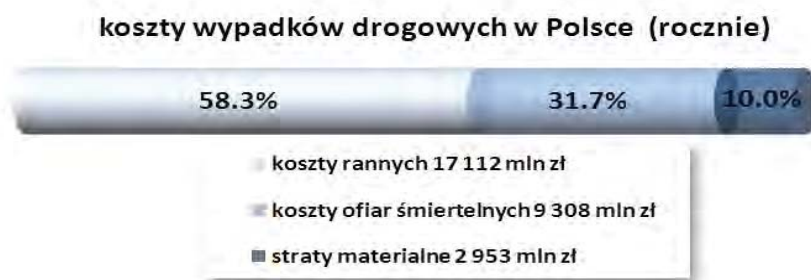 koszty wypadków drogowych w Polsce (rocznie)
58.3% 31.7% 10.0%
koszty rannych 17 112 mln zł
koszty ofiar śmiertelnych 9 308 mln zł
straty materialne 2 953 mln zł